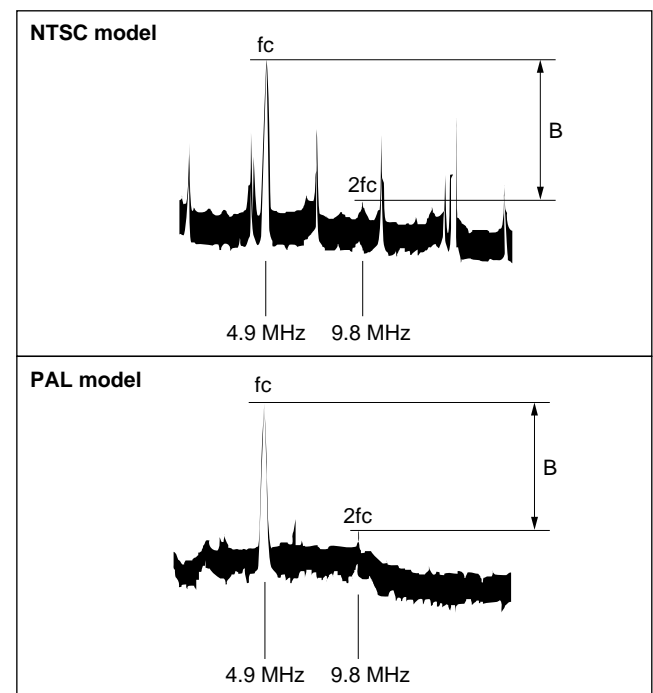 NTSC model
fc
B
2fc
4.9 MHz 9.8 MHz
PAL model
fc
B
2fc
4.9 MHz 9.8 MHz